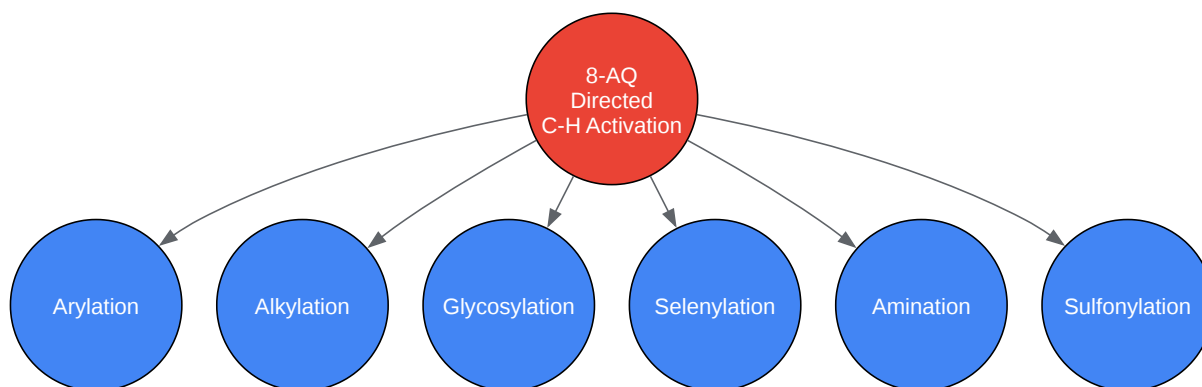 8-AQ
Directed
C-H Activation
Arylation
Alkylation
Glycosylation
Selenylation
Amination
Sulfonylation